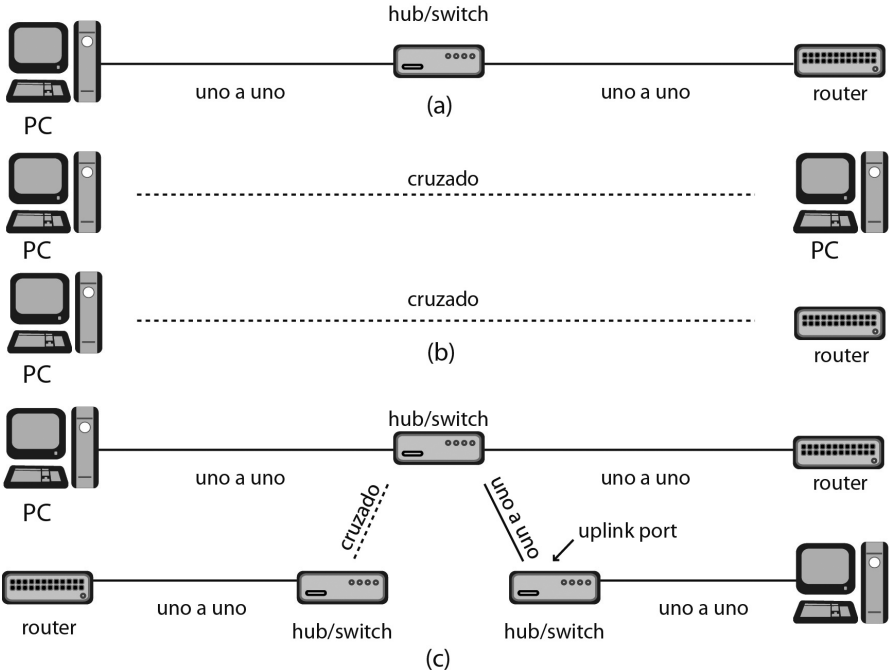 hub/switch
uno a uno
uno a uno
PC
(a)
router
cruzado
PC
PC
cruzado
PC
(b)
router
hub/switch
uno a uno
uno a uno
PC
router
cruzado
uno a uno
uplink port
uno a uno
uno a uno
router
hub/switch
hub/switch
(c)